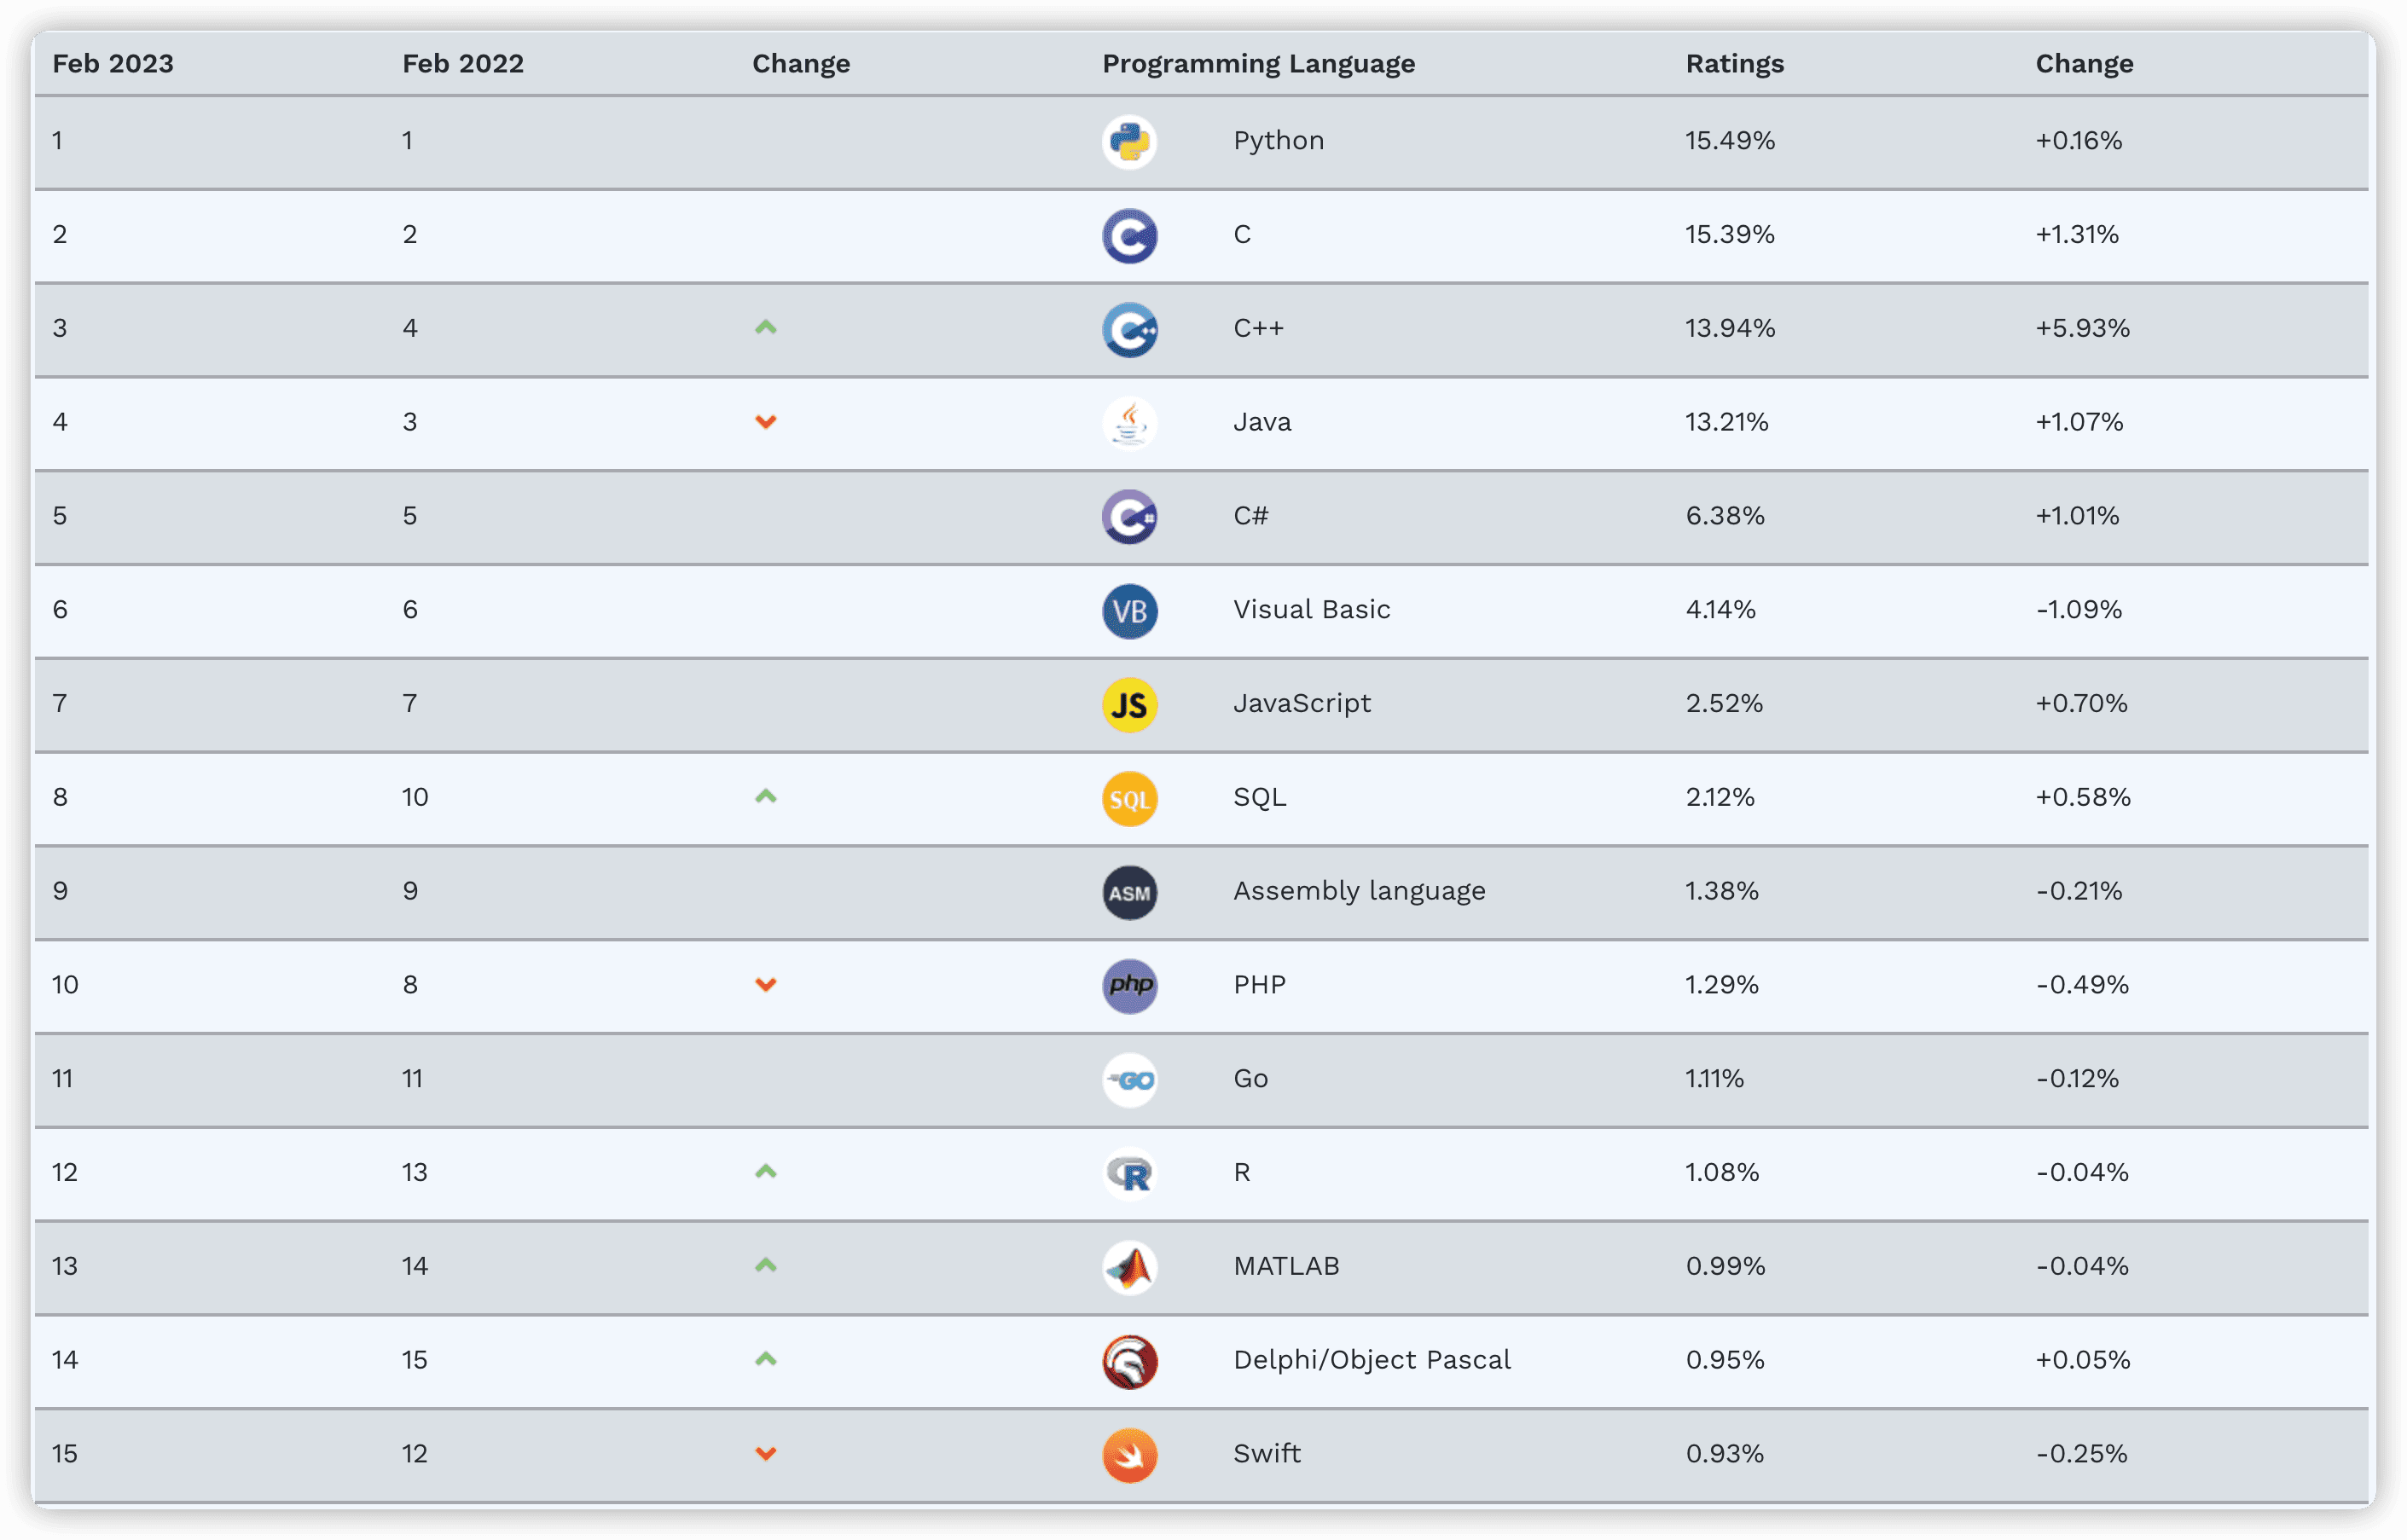 Feb 2023 Feb 2022 Change Programming Language Ratings Change
1 1 Python 15.49% +0.16%
2 2 C C 15.39% +1.31%
3 4 C++ C++ 13.94% +5.93%
4 3 Java 13.21% +1.07%
5 5 C# C# 6.38% +1.01%
6 6 VB Visual Basic 4.14% -1.09%
7 7 JS JavaScript 2.52% +0.70%
8 10 SQL SQL 2.12% +0.58%
9 9 ASM Assembly language 1.38% -0.21%
10 8 php PHP 1.29% -0.49%
11 11 GO Go 1.11% -0.12%
12 13 R R 1.08% -0.04%
13 14 MATLAB 0.99% -0.04%
14 15 Delphi/Object Pascal 0.95% +0.05%
15 12 Swift 0.93% -0.25%